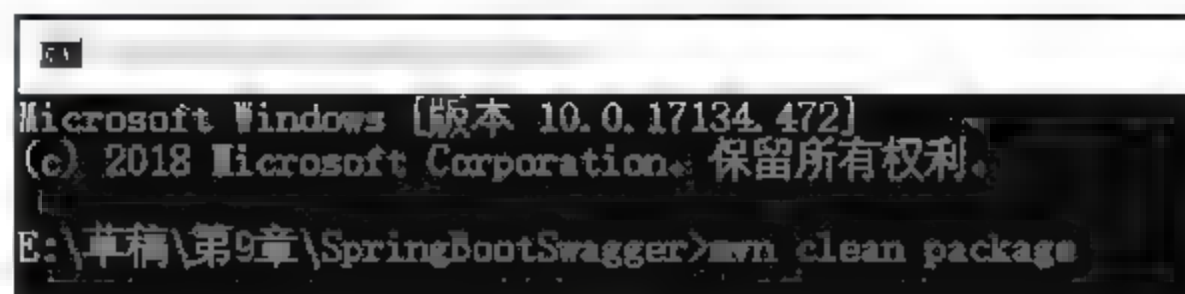 Microsoft Windows [版本 10.0.17134.472]
(c) 2018 Microsoft Corporation。保留所有权利。
E:\草稿\第9章\SpringBootSwagger>mvn clean package